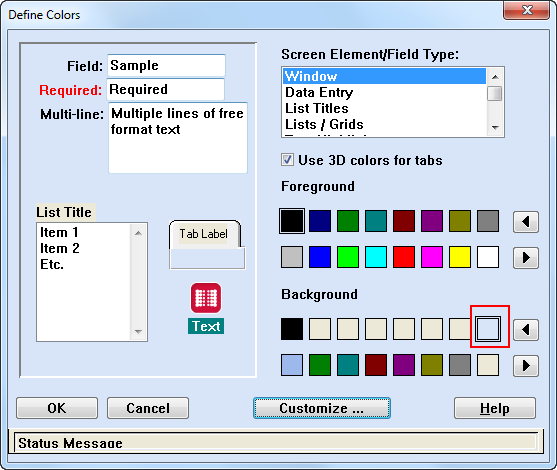 Define Colors
Field: Sample
Required: Required
Multi-line: Multiple lines of free
format text
List Title
Item 1
Item 2
Etc.
Tab Label
Text
Screen Element/Field Type:
Window
Data Entry
List Titles
Lists / Grids
Use 3D colors for tabs
Foreground
Background
OK
Cancel
Customize ...
Help
Status Message